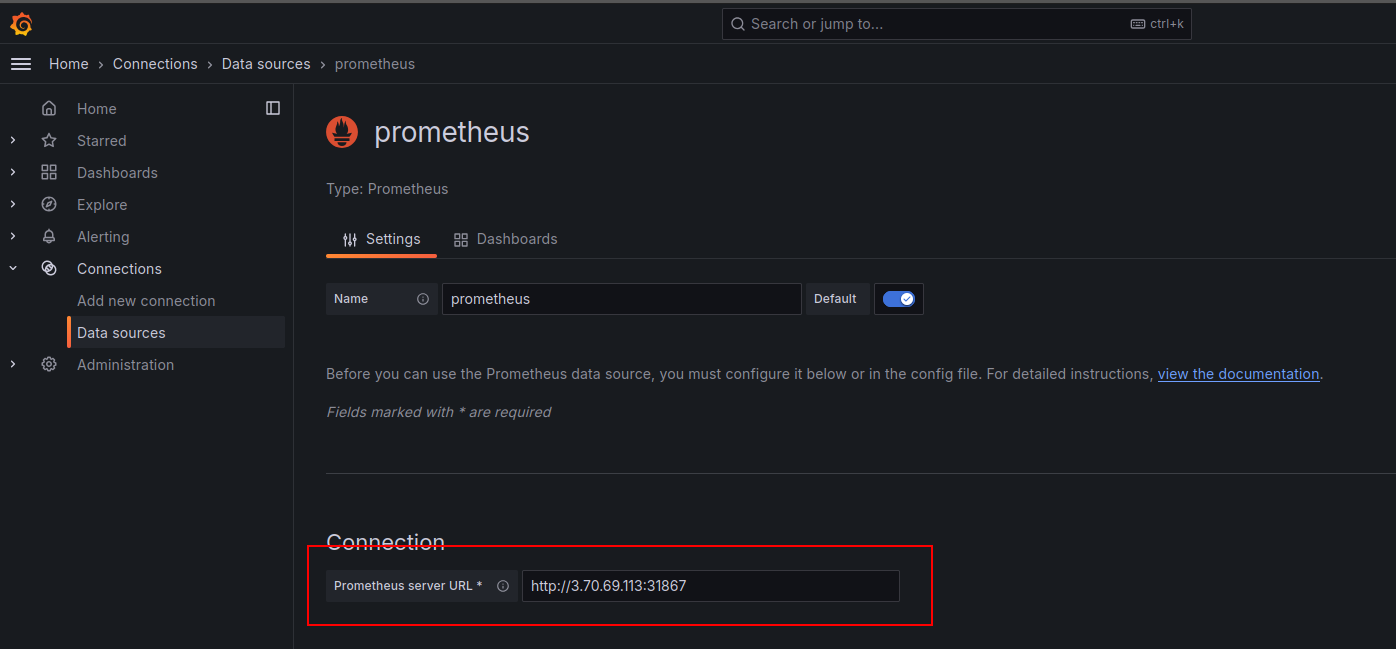 Search or jump to... ctrl+k
Home › Connections › Data sources › prometheus
Home
Starred
Dashboards
Explore
Alerting
Connections
Add new connection
Data sources
Administration
prometheus
Type: Prometheus
Settings Dashboards
Name prometheus Default
Before you can use the Prometheus data source, you must configure it below or in the config file. For detailed instructions, view the documentation.
Fields marked with * are required
Connection
Prometheus server URL * http://3.70.69.113:31867